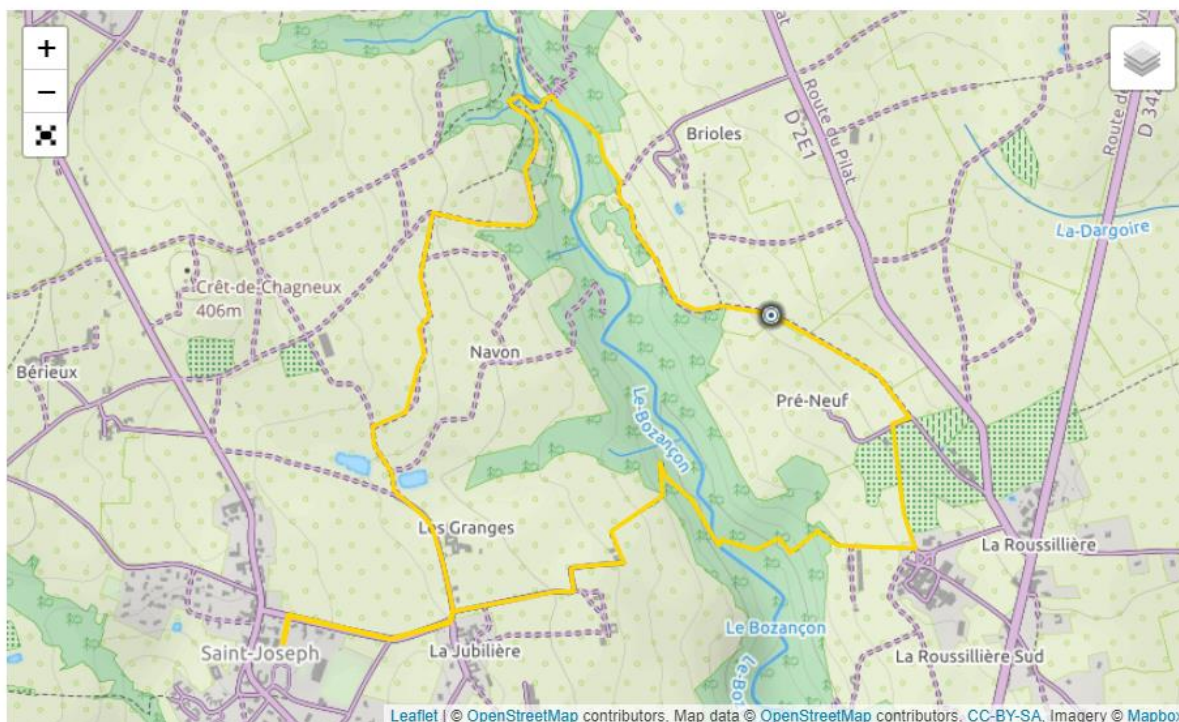 +
−
Route du Pilat
D 2E1
Route de
D 342
Brioles
La-Dargoire
Crêt-de-Chagneux
406m
Navon
Bérieux
Pré-Neuf
Le-Bozançon
Les Granges
La Roussillière
Saint-Joseph
La Jubilière
Le Bozançon
La Roussillière Sud
Leaflet | © OpenStreetMap contributors, Map data © OpenStreetMap contributors, CC-BY-SA, Imagery © Mapbox